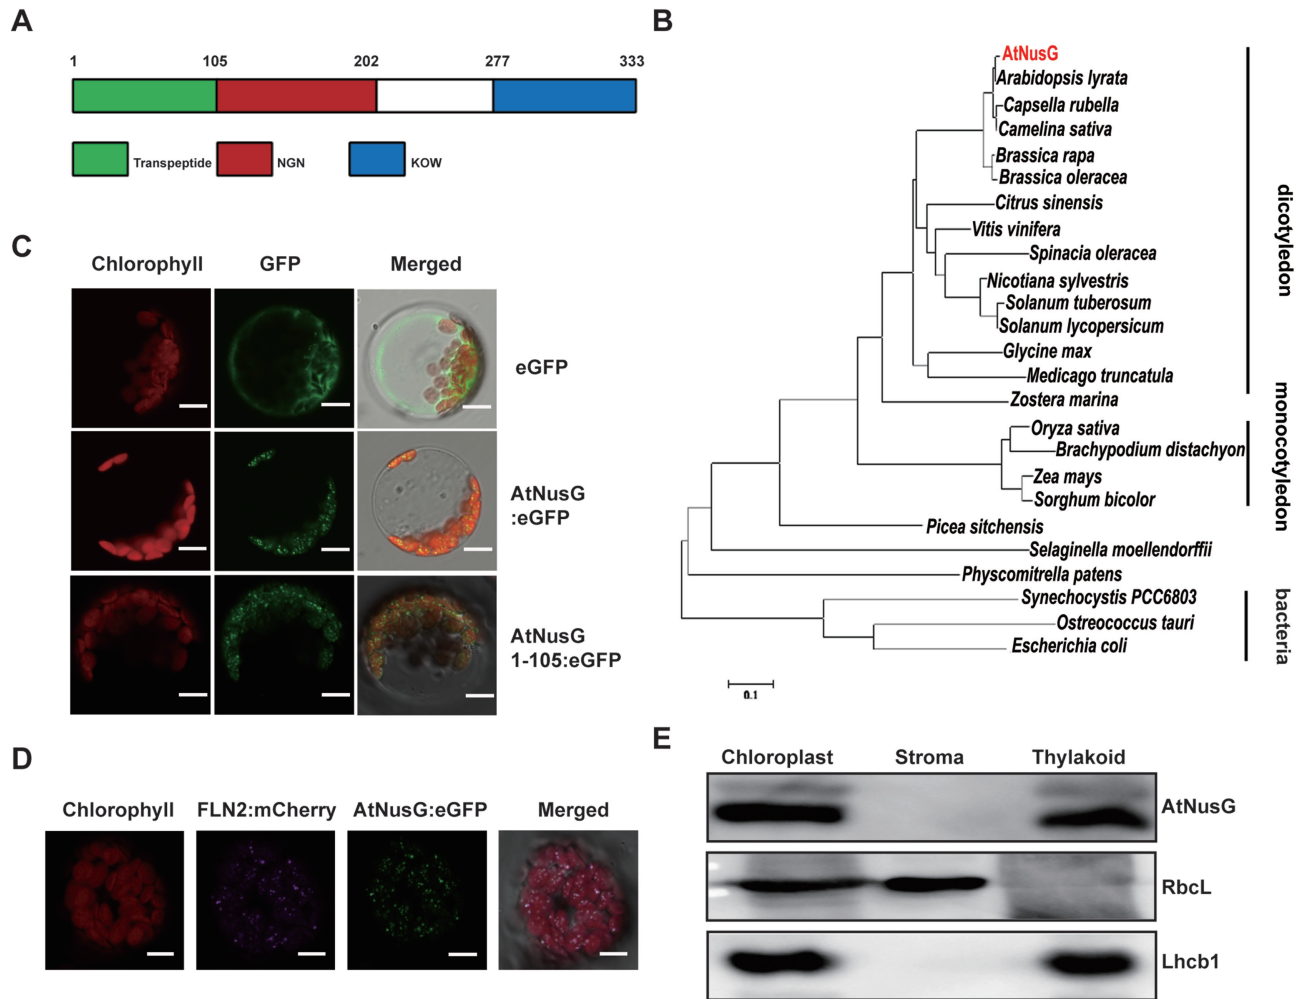 A
1 105 202 277 333
Transpeptide NGN KOW
B
AtNusG
Arabidopsis lyrata
Capsella rubella
Camelina sativa
Brassica rapa
Brassica oleracea
Citrus sinensis
Vitis vinifera
Spinacia oleracea
Nicotiana sylvestris
Solanum tuberosum
Solanum lycopersicum
Glycine max
Medicago truncatula
Zostera marina
Oryza sativa
Brachypodium distachyon
Zea mays
Sorghum bicolor
Picea sitchensis
Selaginella moellendorffii
Physcomitrella patens
Synechocystis PCC6803
Ostreococcus tauri
Escherichia coli
dicotyledon
monocotyledon
bacteria
0.1
C
Chlorophyll GFP Merged
eGFP
AtNusG
:eGFP
AtNusG
1-105:eGFP
D
Chlorophyll FLN2:mCherry AtNusG:eGFP Merged
E
Chloroplast Stroma Thylakoid
AtNusG
RbcL
Lhcb1